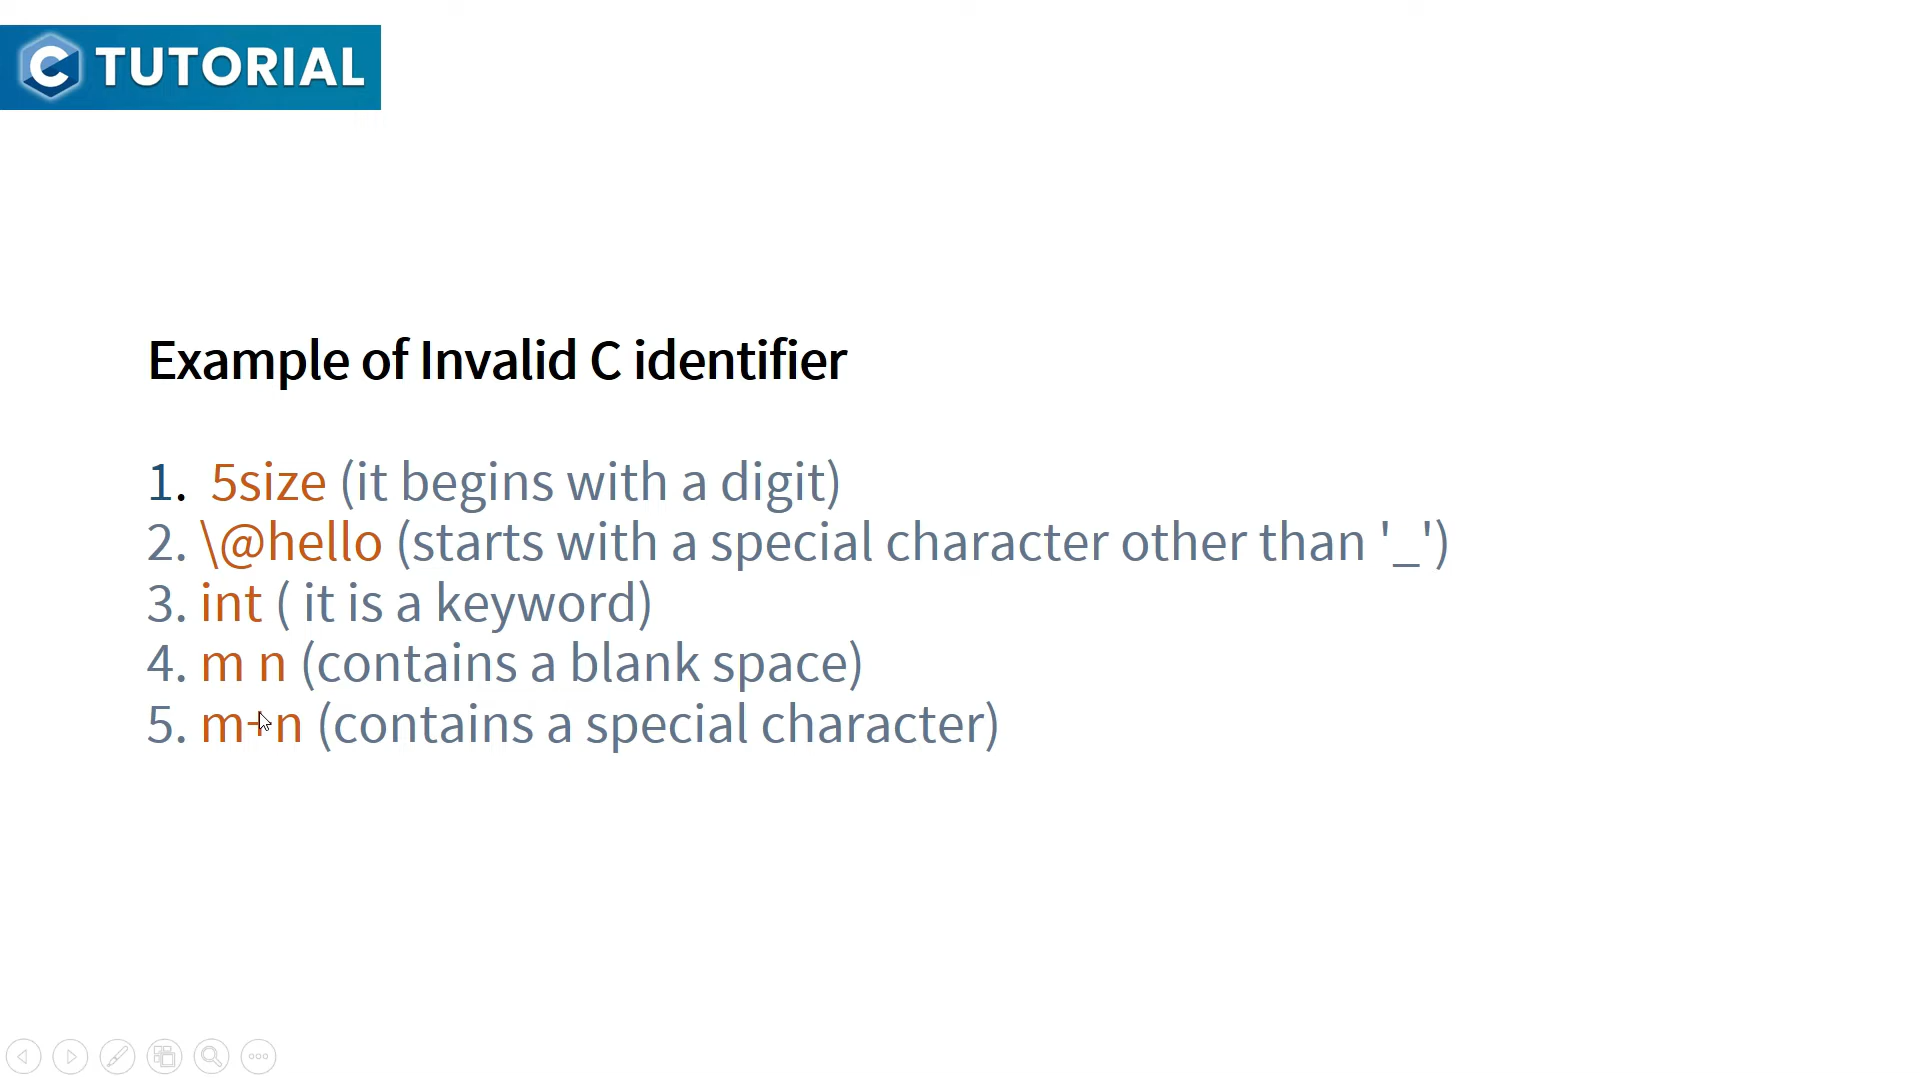 C TUTORIAL
Example of Invalid C identifier
1. 5size (it begins with a digit)
2. \@hello (starts with a special character other than '_')
3. int ( it is a keyword)
4. m n (contains a blank space)
5. m+n (contains a special character)